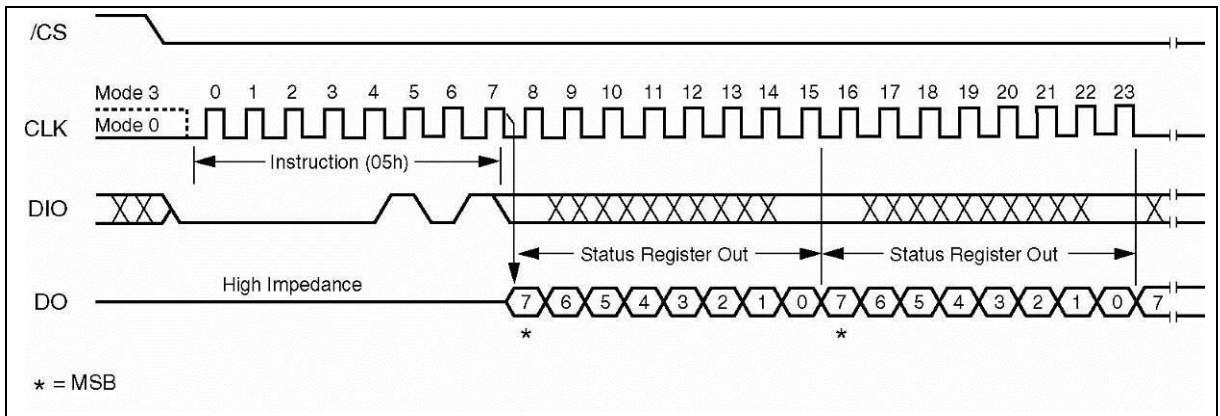 /CS
Mode 3 0 1 2 3 4 5 6 7 8 9 10 11 12 13 14 15 16 17 18 19 20 21 22 23
CLK Mode 0
Instruction (05h)
DIO
Status Register Out Status Register Out
High Impedance
DO 7 6 5 4 3 2 1 0 7 6 5 4 3 2 1 0 7
* *
* = MSB